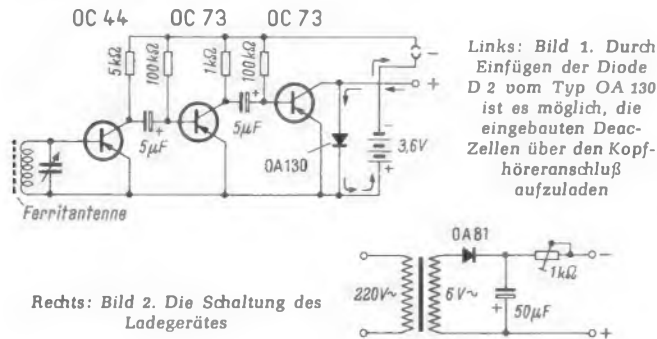 OC 44 OC 73 OC 73
5kΩ 100kΩ 1kΩ 100kΩ
−
+
+ 5µF
+ 5µF
OA130
−
3,6V
+
Ferritantenne
Links: Bild 1. Durch
Einfügen der Diode
D 2 vom Typ OA 130
ist es möglich, die
eingebauten Deac-
Zellen über den Kopf-
höreranschluß
aufzuladen
Rechts: Bild 2. Die Schaltung des
Ladegerätes
OA81
−
1kΩ
220V~ 6V~
+ 50µF
+